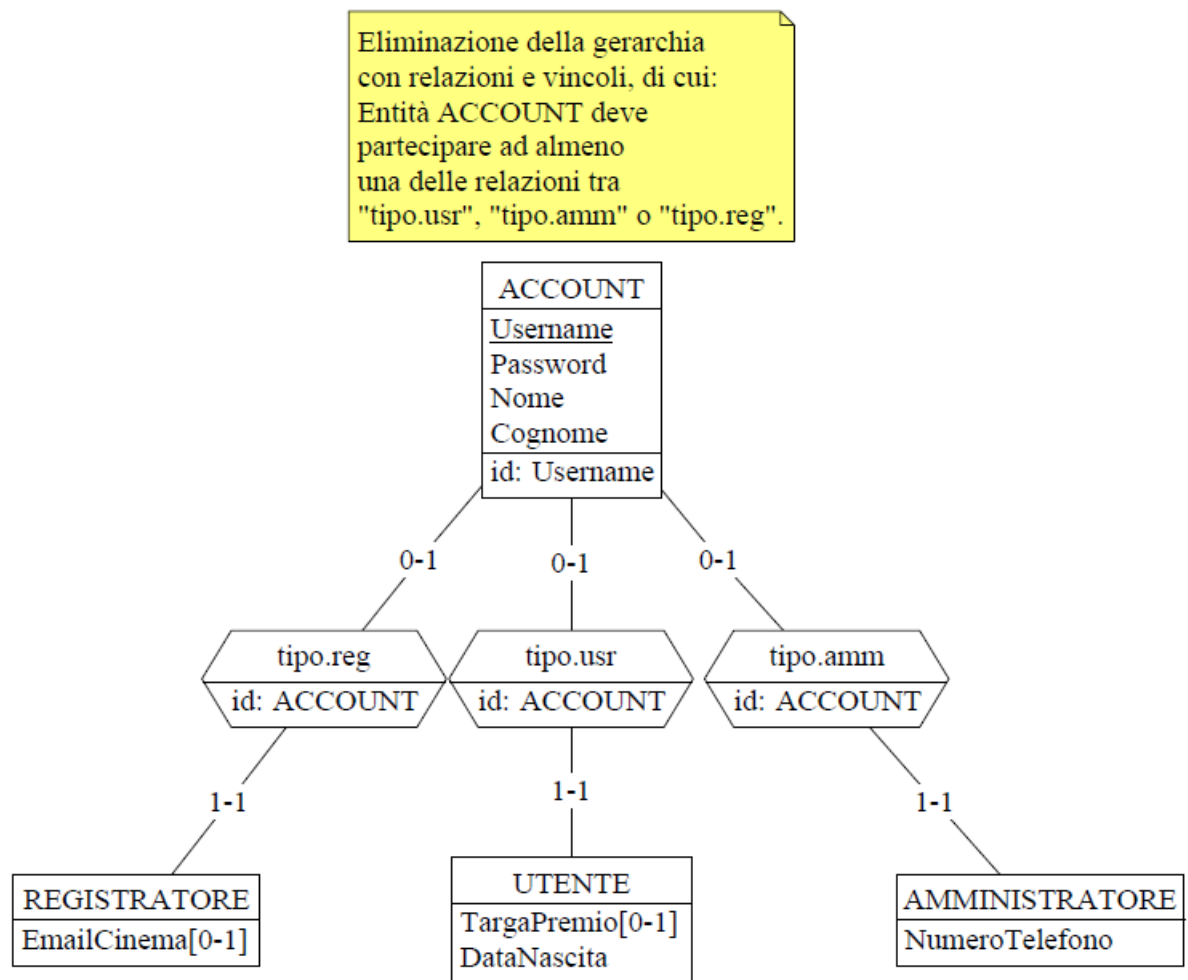 Eliminazione della gerarchia
con relazioni e vincoli, di cui:
Entità ACCOUNT deve
partecipare ad almeno
una delle relazioni tra
"tipo.usr", "tipo.amm" o "tipo.reg".
ACCOUNT
Username
Password
Nome
Cognome
id: Username
0-1
0-1
0-1
tipo.reg
id: ACCOUNT
tipo.usr
id: ACCOUNT
tipo.amm
id: ACCOUNT
1-1
1-1
1-1
REGISTRATORE
EmailCinema[0-1]
UTENTE
TargaPremio[0-1]
DataNascita
AMMINISTRATORE
NumeroTelefono